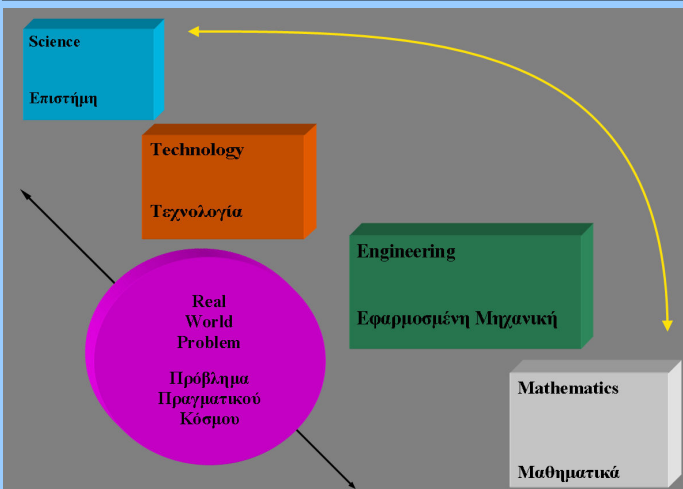 Science
Επιστήμη
Technology
Τεχνολογία
Engineering
Εφαρμοσμένη Μηχανική
Real
World
Problem
Πρόβλημα
Πραγματικού
Κόσμου
Mathematics
Μαθηματικά